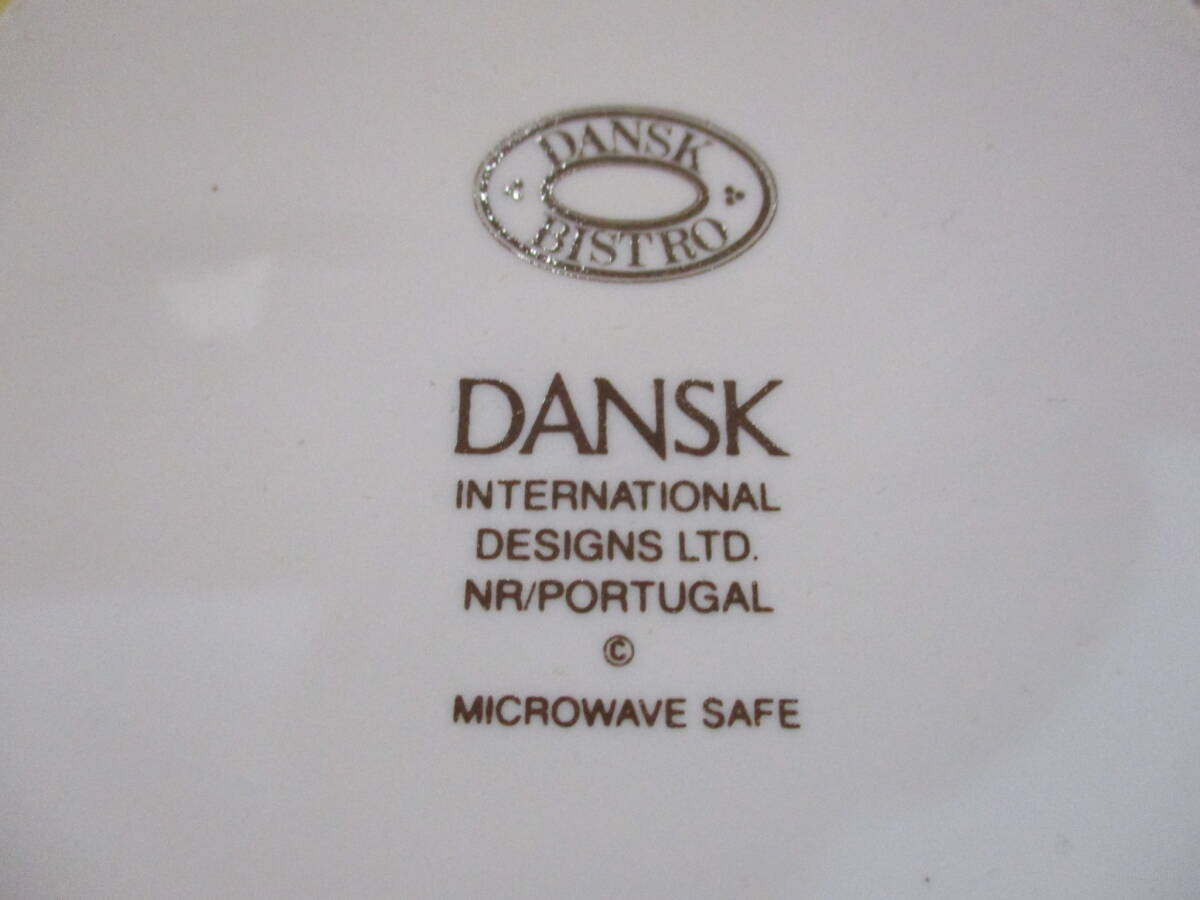 DANSK
BISTRO
DANSK
INTERNATIONAL
DESIGNS LTD.
NR/PORTUGAL
©
MICROWAVE SAFE